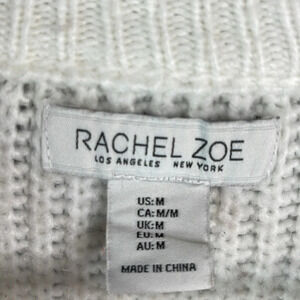 RACHEL ZOE
LOS ANGELES NEW YORK
US: M
CA: M/M
UK: M
EU: M
AU: M
MADE IN CHINA